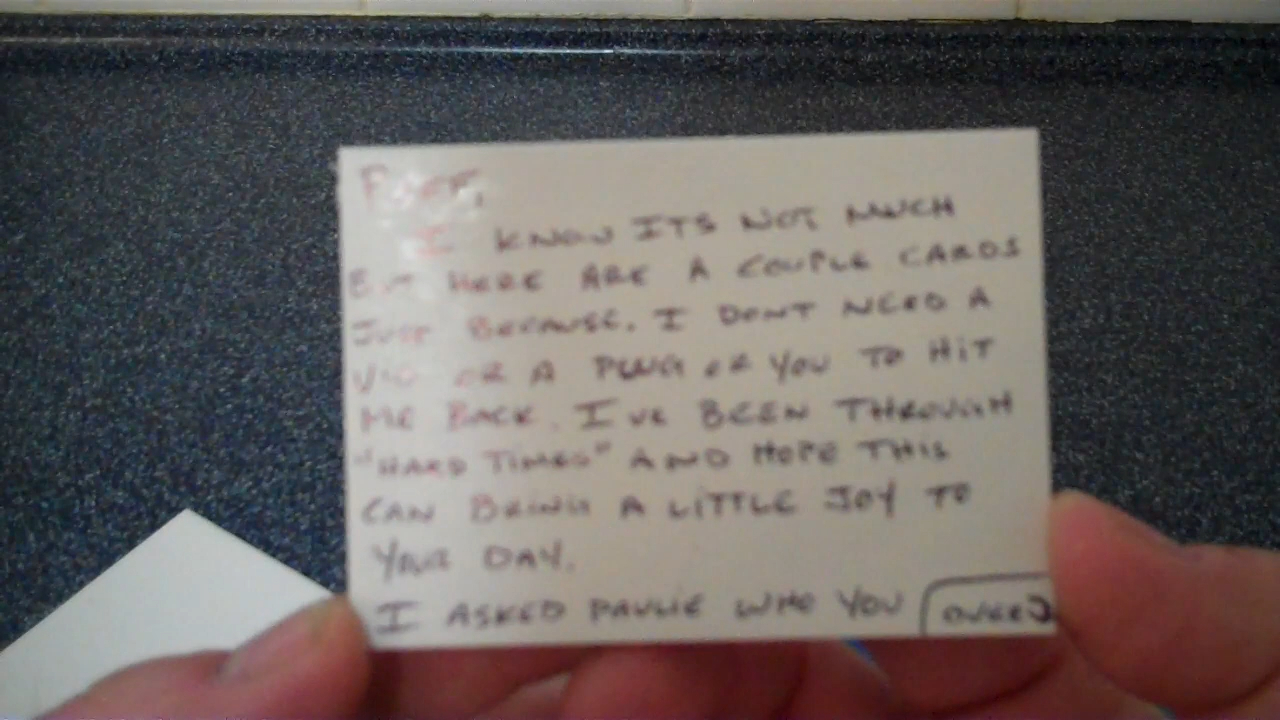 I KNOW ITS NOT MUCH
BUT HERE ARE A COUPLE CARDS
JUST BECAUSE. I DONT NEED A
VID OR A PLUG OR YOU TO HIT
ME BACK. I'VE BEEN THROUGH
"HARD TIMES" AND HOPE THIS
CAN BRING A LITTLE JOY TO
YOUR DAY.
I ASKED PAULIE WHO YOU
OVER